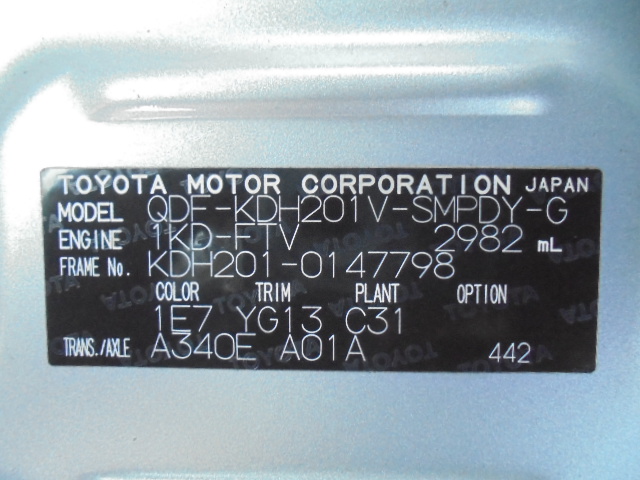 TOYOTA MOTOR CORPORATION JAPAN
MODEL QDF-KDH201V-SMPDY-G
ENGINE 1KD-FTV 2982 mL
FRAME No. KDH201-0147798
COLOR TRIM PLANT OPTION
1E7 YG13 C31
TRANS./AXLE A340E A01A 442